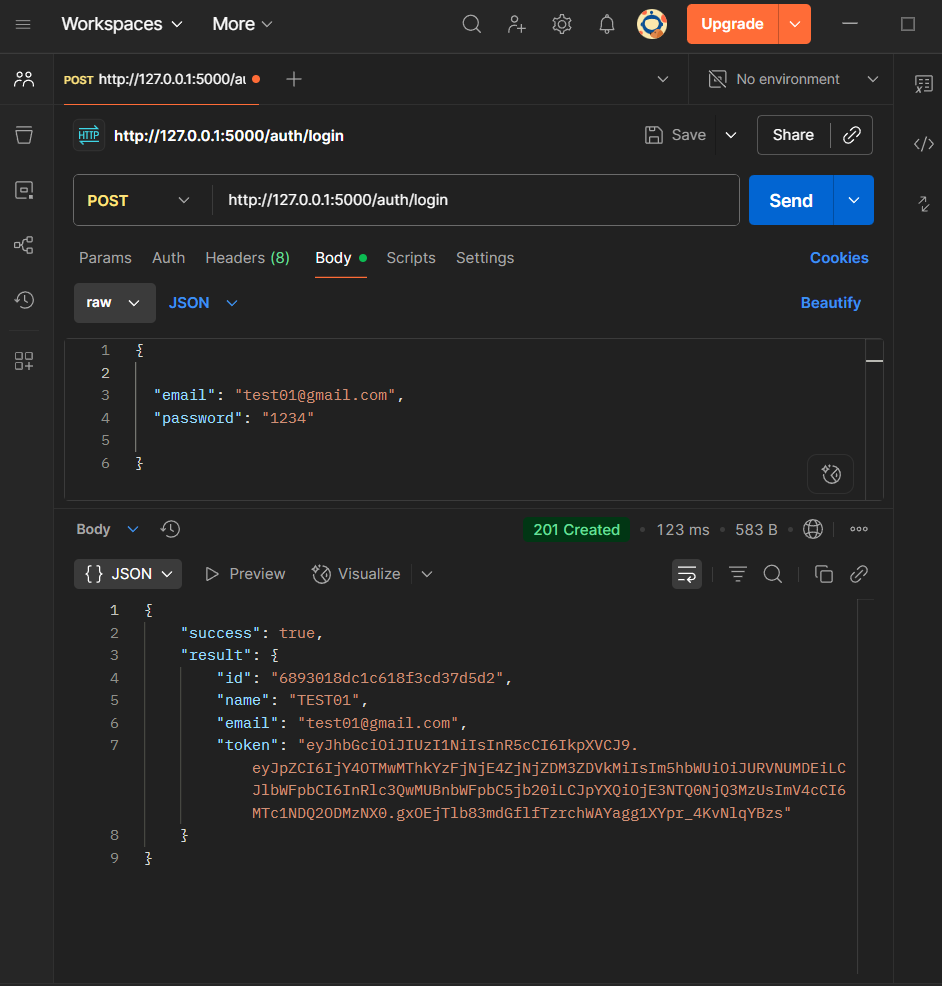 Workspaces More Upgrade
POST http://127.0.0.1:5000/au No environment
HTTP http://127.0.0.1:5000/auth/login Save Share
POST http://127.0.0.1:5000/auth/login Send
Params Auth Headers (8) Body Scripts Settings Cookies
raw JSON Beautify
1 {
2
3 "email": "test01@gmail.com",
4 "password": "1234"
5
6 }
Body 201 Created 123 ms 583 B
{} JSON Preview Visualize
1 {
2 "success": true,
3 "result": {
4 "id": "6893018dc1c618f3cd37d5d2",
5 "name": "TEST01",
6 "email": "test01@gmail.com",
7 "token": "eyJhbGciOiJIUzI1NiIsInR5cCI6IkpXVCJ9.
eyJpZCI6IjY4OTMwMThkYzFjNjE4ZjNjZDM3ZDVkMiIsIm5hbWUiOiJURVNUMDEiLC
JlbWFpbCI6InRlc3QwMUBnbWFpbC5jb20iLCJpYXQiOjE3NTQ0NjQ3MzUsImV4cCI6
MTc1NDQ2ODMzNX0.gxOEjTlb83mdGflfTzrchWAYagg1XYpr_4KvNlqYBzs"
8 }
9 }